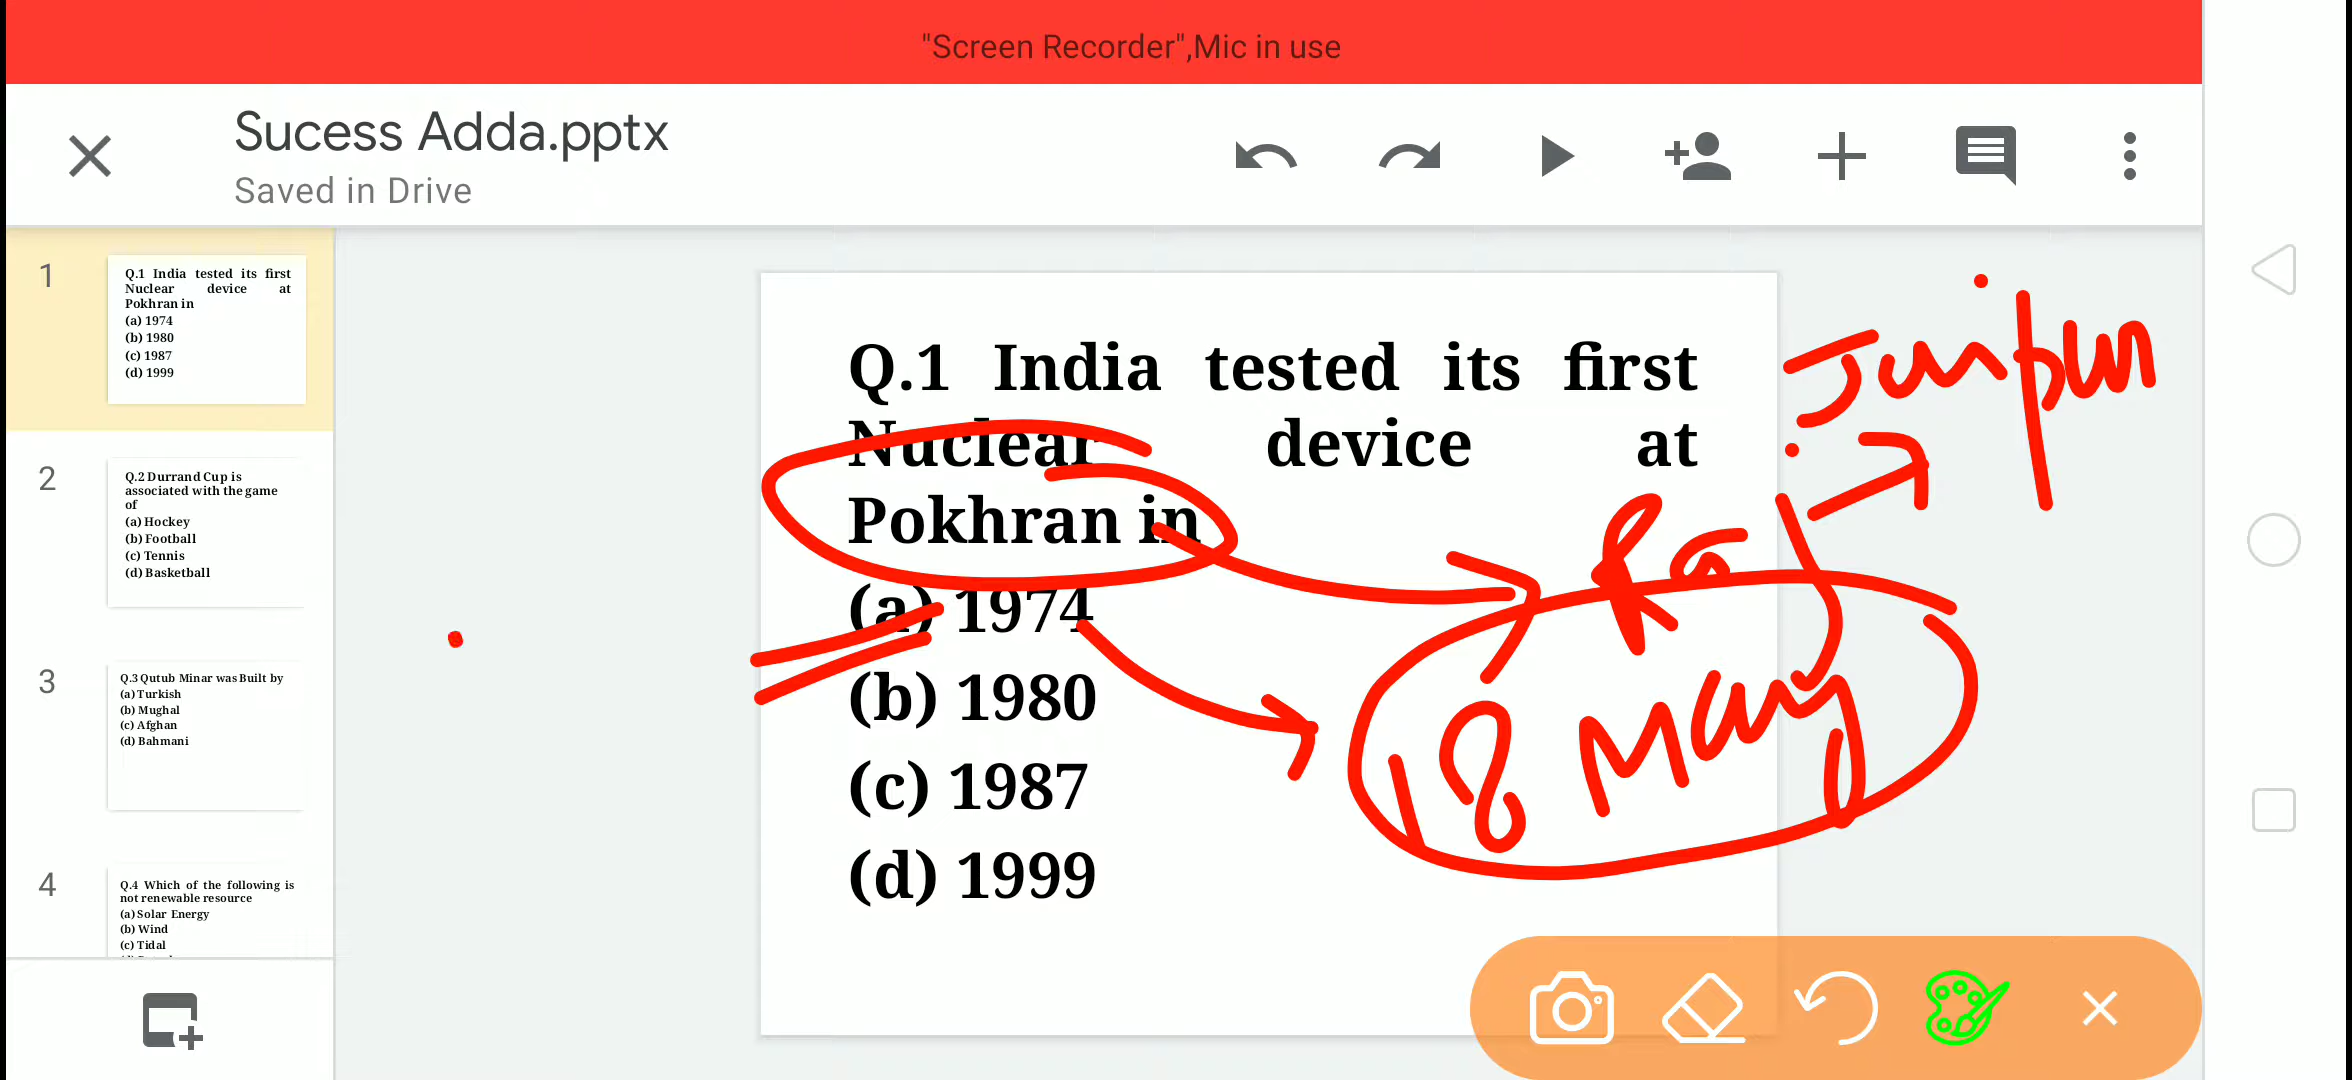 "Screen Recorder",Mic in use
Sucess Adda.pptx
Saved in Drive
1
Q.1 India tested its first
Nuclear device at
Pokhran in
(a) 1974
(b) 1980
(c) 1987
(d) 1999
2
Q.2 Durrand Cup is
associated with the game
of
(a) Hockey
(b) Football
(c) Tennis
(d) Basketball
3
Q.3 Qutub Minar was Built by
(a) Turkish
(b) Mughal
(c) Afghan
(d) Bahmani
4
Q.4 Which of the following is
not renewable resource
(a) Solar Energy
(b) Wind
(c) Tidal
Q.1 India tested its first
Nuclear device at
Pokhran in
(a) 1974
(b) 1980
(c) 1987
(d) 1999
Raj
18 May